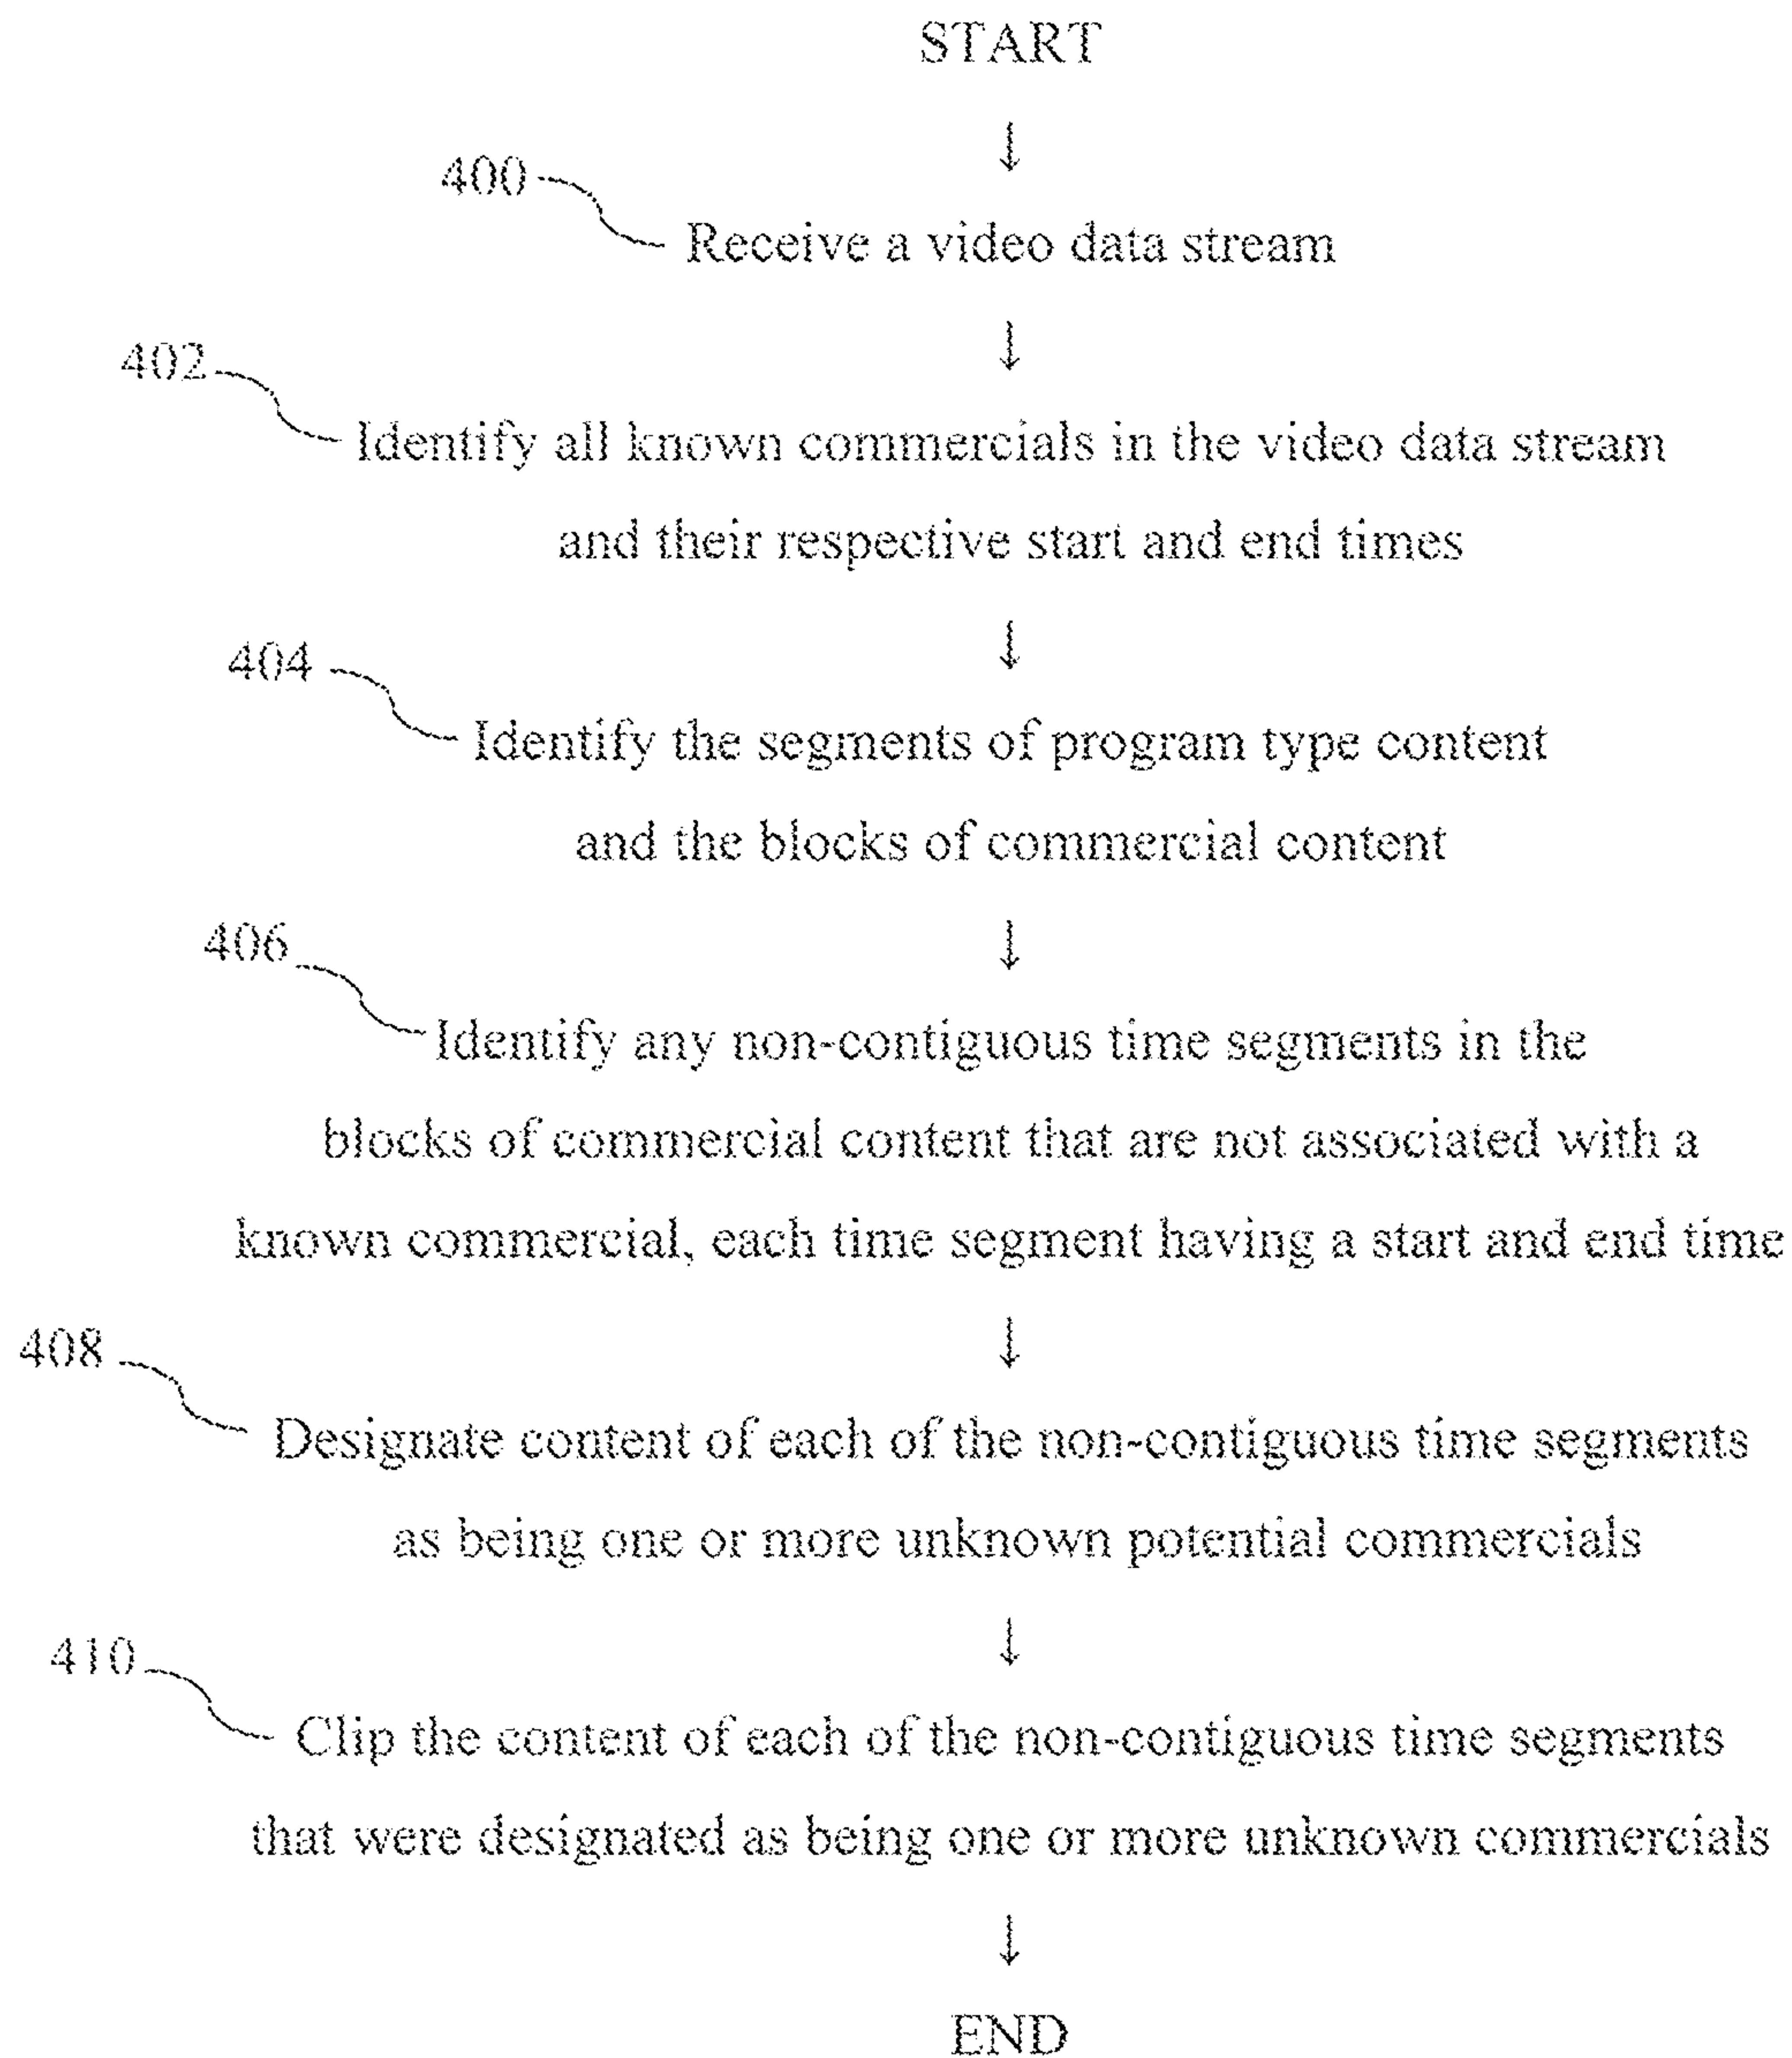 START
↓
400
Receive a video data stream
↓
402
Identify all known commercials in the video data stream
and their respective start and end times
↓
404
Identify the segments of program type content
and the blocks of commercial content
↓
406
Identify any non-contiguous time segments in the
blocks of commercial content that are not associated with a
known commercial, each time segment having a start and end time
↓
408
Designate content of each of the non-contiguous time segments
as being one or more unknown potential commercials
↓
410
Clip the content of each of the non-contiguous time segments
that were designated as being one or more unknown commercials
↓
END